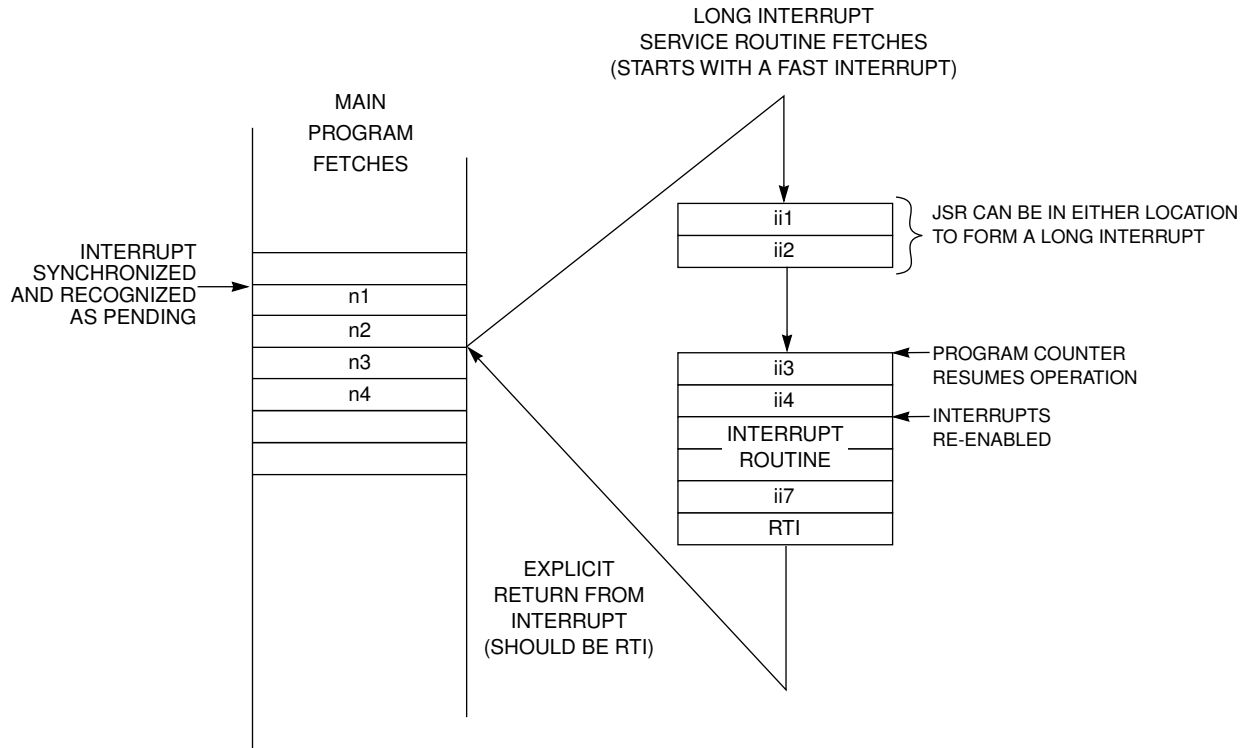 LONG INTERRUPT
SERVICE ROUTINE FETCHES
(STARTS WITH A FAST INTERRUPT)
MAIN
PROGRAM
FETCHES
INTERRUPT
SYNCHRONIZED
AND RECOGNIZED
AS PENDING
n1
n2
n3
n4
ii1
ii2
JSR CAN BE IN EITHER LOCATION
TO FORM A LONG INTERRUPT
ii3
ii4
INTERRUPT
ROUTINE
ii7
RTI
PROGRAM COUNTER
RESUMES OPERATION
INTERRUPTS
RE-ENABLED
EXPLICIT
RETURN FROM
INTERRUPT
(SHOULD BE RTI)